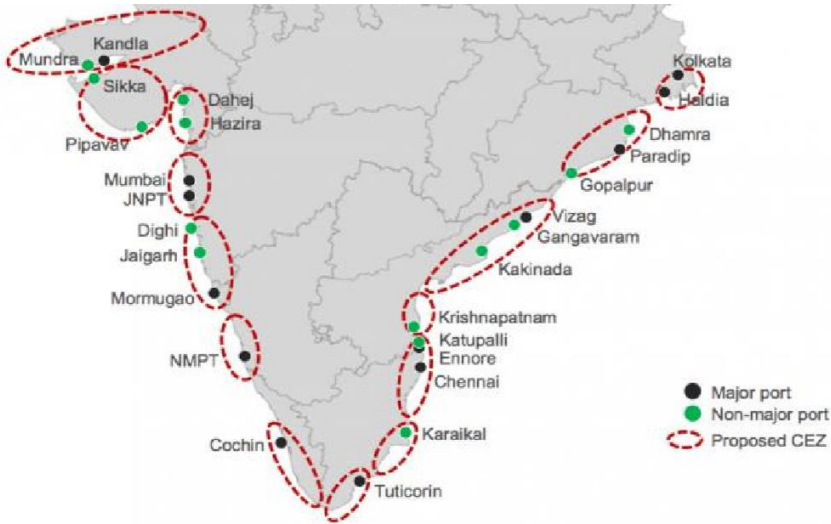 Kandla
Mundra
Sikka
Pipavav
Dahej
Hazira
Mumbai
JNPT
Dighi
Jaigarh
Mormugao
NMPT
Cochin
Tuticorin
Karaikal
Chennai
Ennore
Katupalli
Krishnapatnam
Kakinada
Gangavaram
Vizag
Gopalpur
Paradip
Dhamra
Haldia
Kolkata
Major port
Non-major port
Proposed CEZ